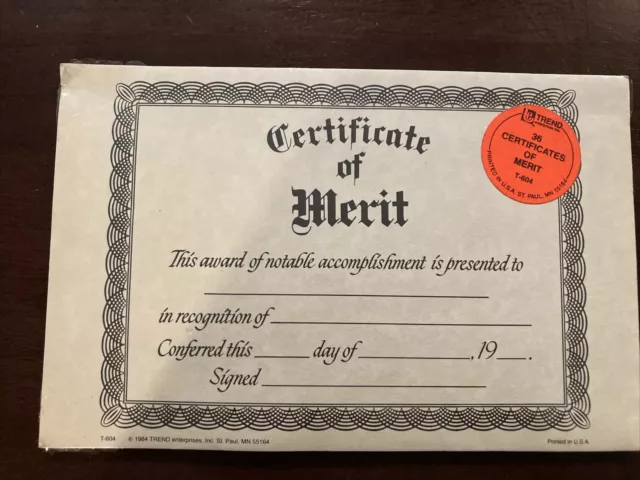 Certificate
of
Merit
This award of notable accomplishment is presented to
in recognition of
Conferred this day of , 19 .
Signed
T-604 © 1984 TREND enterprises, Inc. St. Paul, MN 55164
Printed in U.S.A.
TREND
36
CERTIFICATES
OF
MERIT
T-604
PRINTED IN U.S.A. ST. PAUL, MN 55164